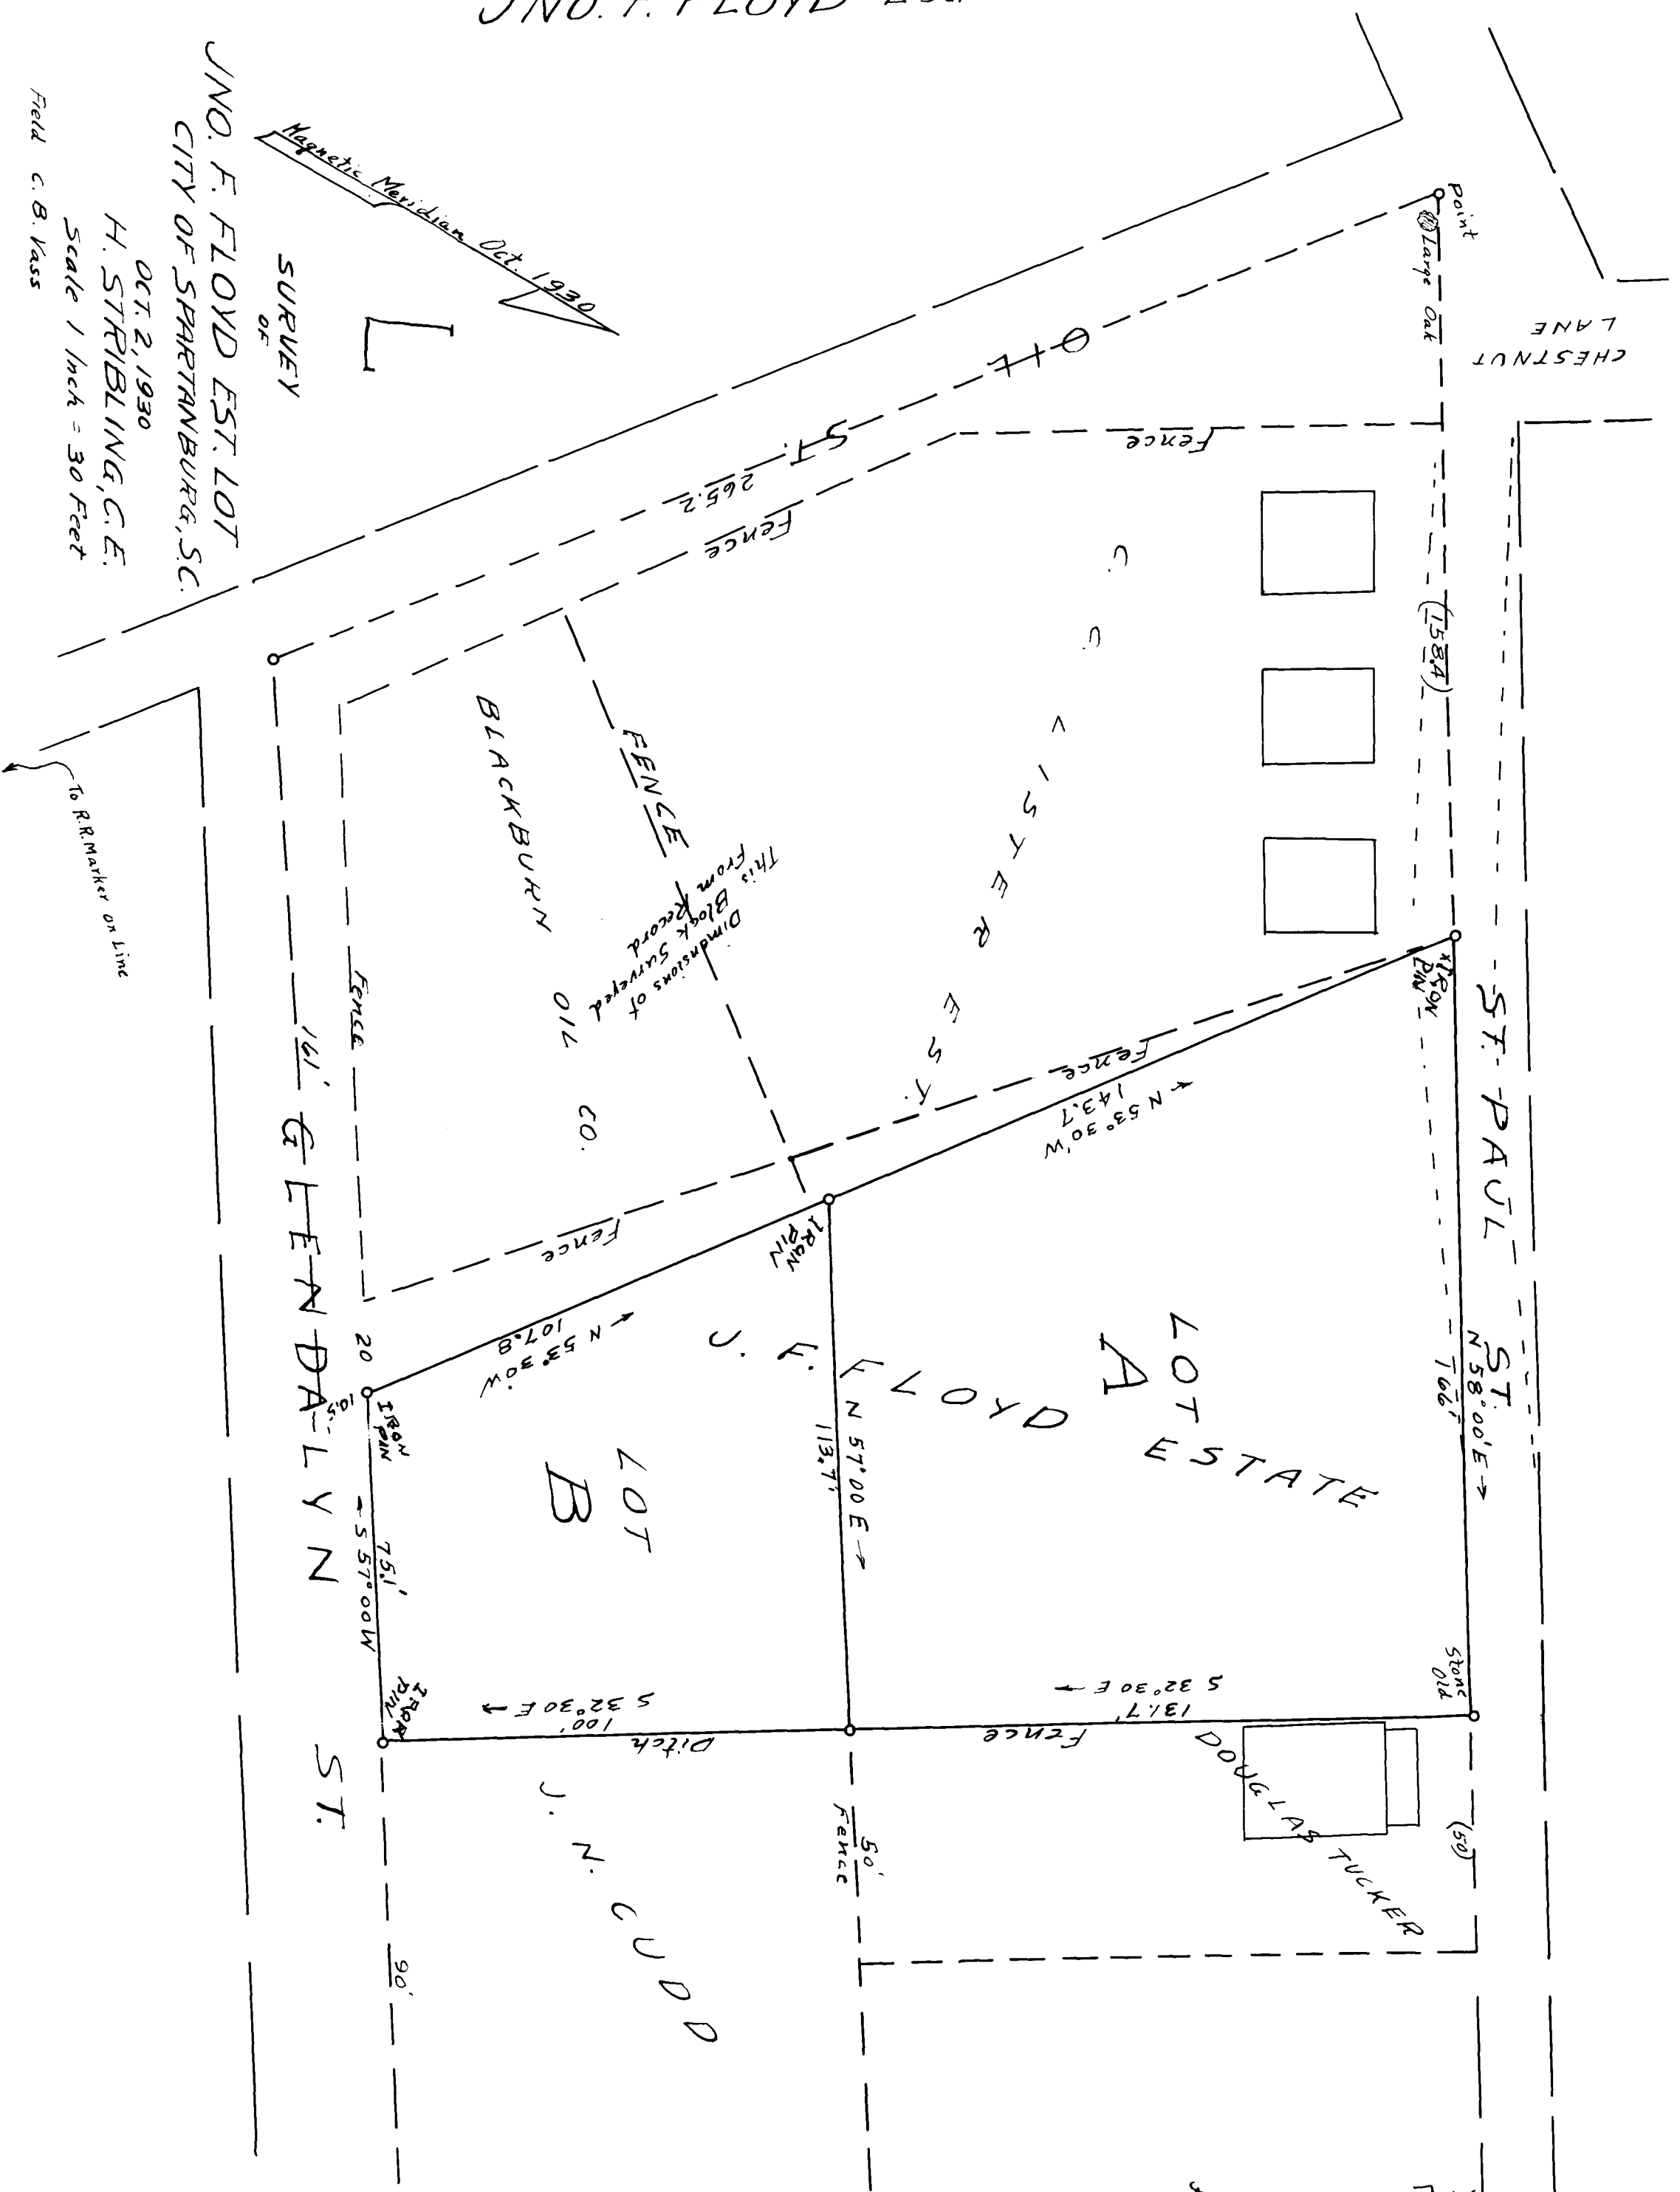 JNO. F. FLOYD
SURVEY
OF
JNO. F. FLOYD EST. LOT
CITY OF SPARTANBURG, S.C.
OCT. 2, 1930
H. STRIBLING, C.E.
Scale 1 Inch = 30 Feet
Field C. B. Vass
Magnetic Meridian Oct. 1930
Point
Large Oak
CHESTNUT
LANE
ST. PAUL ST.
N 58° 00' E →
166'
(158.4)
Fence
ST.
265.2
Fence
C. C. ISTER EST.
FENCE
Dimensions of
This Block Surveyed
From Record
BLACKBURN OIL CO.
Fence
Fence
Fence
IRON
PIN
← N 53° 30' W
143.7
IRON
PIN
← N 53° 30' W
107.8
20
10.5'
IRON
PIN
161'
GLENDALYN ST.
To R.R. Marker on Line
LOT
A
J. F. FLOYD ESTATE
N 57° 00 E →
113.7'
LOT
B
75.1'
← S 57° 00 W
IRON
PIN
S 32° 30 E →
100'
Ditch
S 32° 30 E ←
131.7'
Fence
Stone
Old
DOUGLAS TUCKER
(50)
50'
Fence
J. N. CUDD
90'